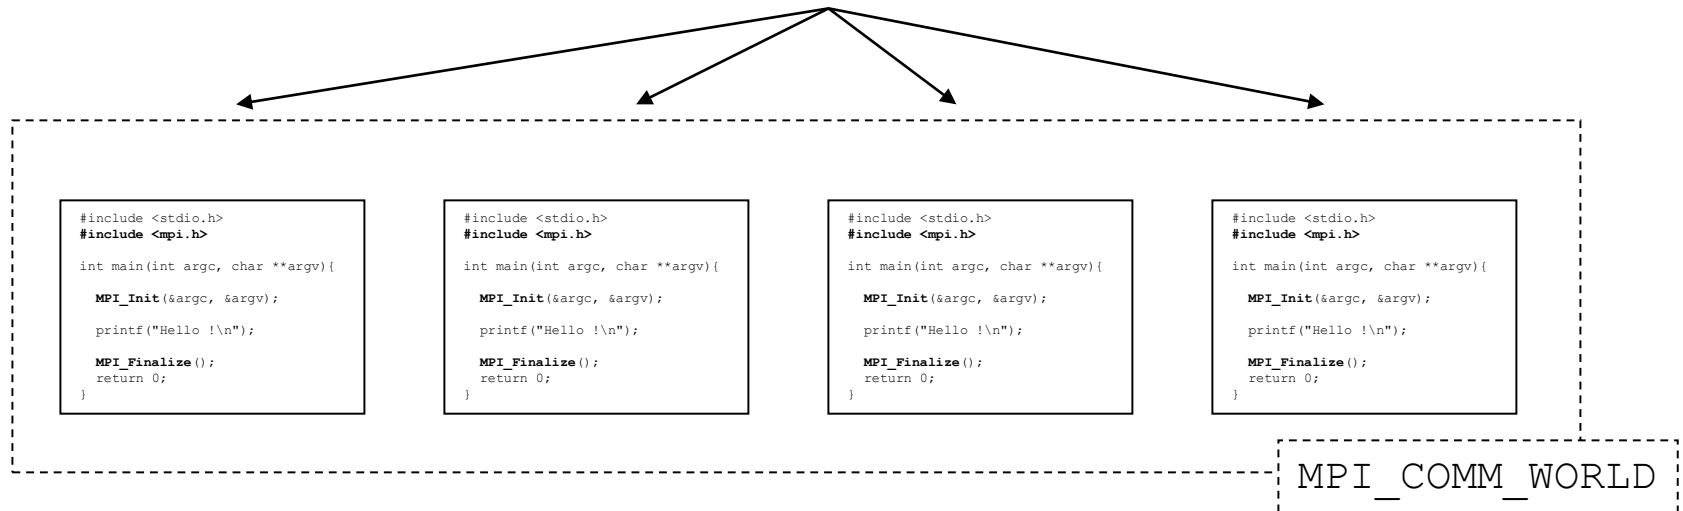 #include <stdio.h>
#include <mpi.h>
int main(int argc, char **argv){
MPI_Init(&argc, &argv);
printf("Hello !\n");
MPI_Finalize();
return 0;
}
#include <stdio.h>
#include <mpi.h>
int main(int argc, char **argv){
MPI_Init(&argc, &argv);
printf("Hello !\n");
MPI_Finalize();
return 0;
}
#include <stdio.h>
#include <mpi.h>
int main(int argc, char **argv){
MPI_Init(&argc, &argv);
printf("Hello !\n");
MPI_Finalize();
return 0;
}
#include <stdio.h>
#include <mpi.h>
int main(int argc, char **argv){
MPI_Init(&argc, &argv);
printf("Hello !\n");
MPI_Finalize();
return 0;
}
MPI_COMM_WORLD